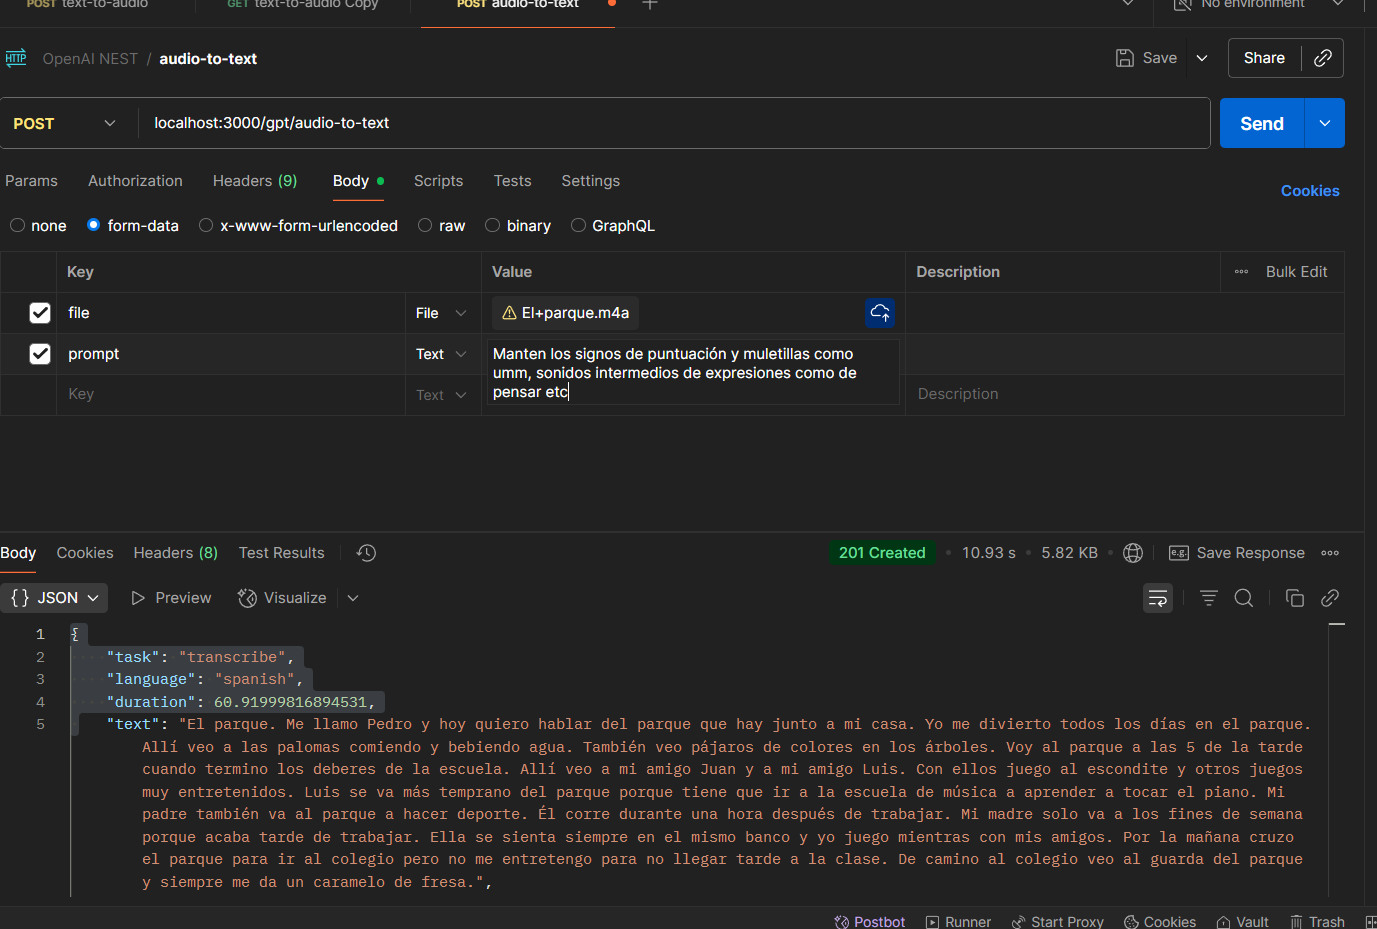 POST text-to-audio GET text-to-audio Copy POST audio-to-text No environment
HTTP OpenAI NEST / audio-to-text Save Share
POST localhost:3000/gpt/audio-to-text Send
Params Authorization Headers (9) Body Scripts Tests Settings Cookies
none form-data x-www-form-urlencoded raw binary GraphQL
Key Value Description Bulk Edit
file File El+parque.m4a
prompt Text Manten los signos de puntuación y muletillas como
umm, sonidos intermedios de expresiones como de
pensar etc
Key Text Description
Body Cookies Headers (8) Test Results 201 Created 10.93 s 5.82 KB e.g. Save Response
{} JSON Preview Visualize
1 {
2 "task": "transcribe",
3 "language": "spanish",
4 "duration": 60.91999816894531,
5 "text": "El parque. Me llamo Pedro y hoy quiero hablar del parque que hay junto a mi casa. Yo me divierto todos los días en el parque.
Allí veo a las palomas comiendo y bebiendo agua. También veo pájaros de colores en los árboles. Voy al parque a las 5 de la tarde
cuando termino los deberes de la escuela. Allí veo a mi amigo Juan y a mi amigo Luis. Con ellos juego al escondite y otros juegos
muy entretenidos. Luis se va más temprano del parque porque tiene que ir a la escuela de música a aprender a tocar el piano. Mi
padre también va al parque a hacer deporte. Él corre durante una hora después de trabajar. Mi madre solo va a los fines de semana
porque acaba tarde de trabajar. Ella se sienta siempre en el mismo banco y yo juego mientras con mis amigos. Por la mañana cruzo
el parque para ir al colegio pero no me entretengo para no llegar tarde a la clase. De camino al colegio veo al guarda del parque
y siempre me da un caramelo de fresa.",
Postbot Runner Start Proxy Cookies Vault Trash